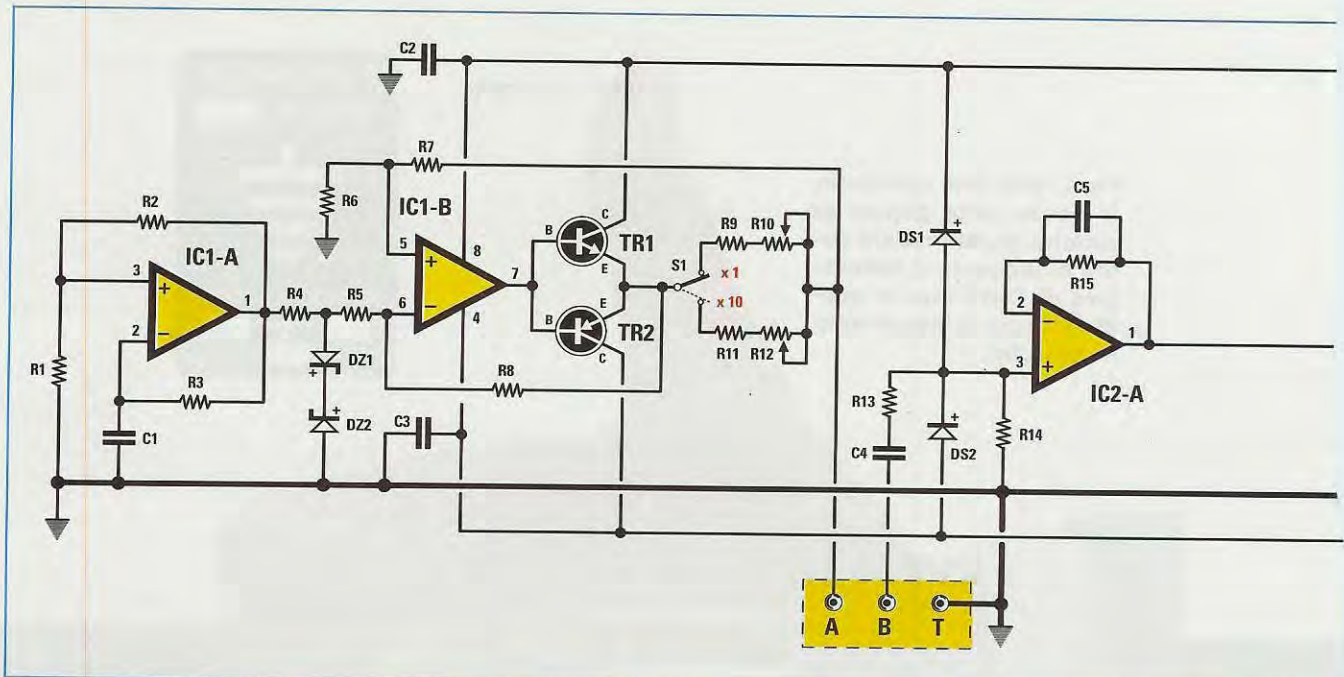 C2
R7
R6
IC1-B
R2
IC1-A
5
+
8
B
C
TR1
E
S1
R9
R10
x 1
x 10
DS1
+
C5
R15
3
+
1
R4
R5
7
6
−
4
E
TR2
B
C
R11
R12
2
−
1
2
−
R1
R3
DZ1
+
R8
3
+
IC2-A
R13
+
C1
DZ2
C3
+
DS2
R14
C4
A
B
T